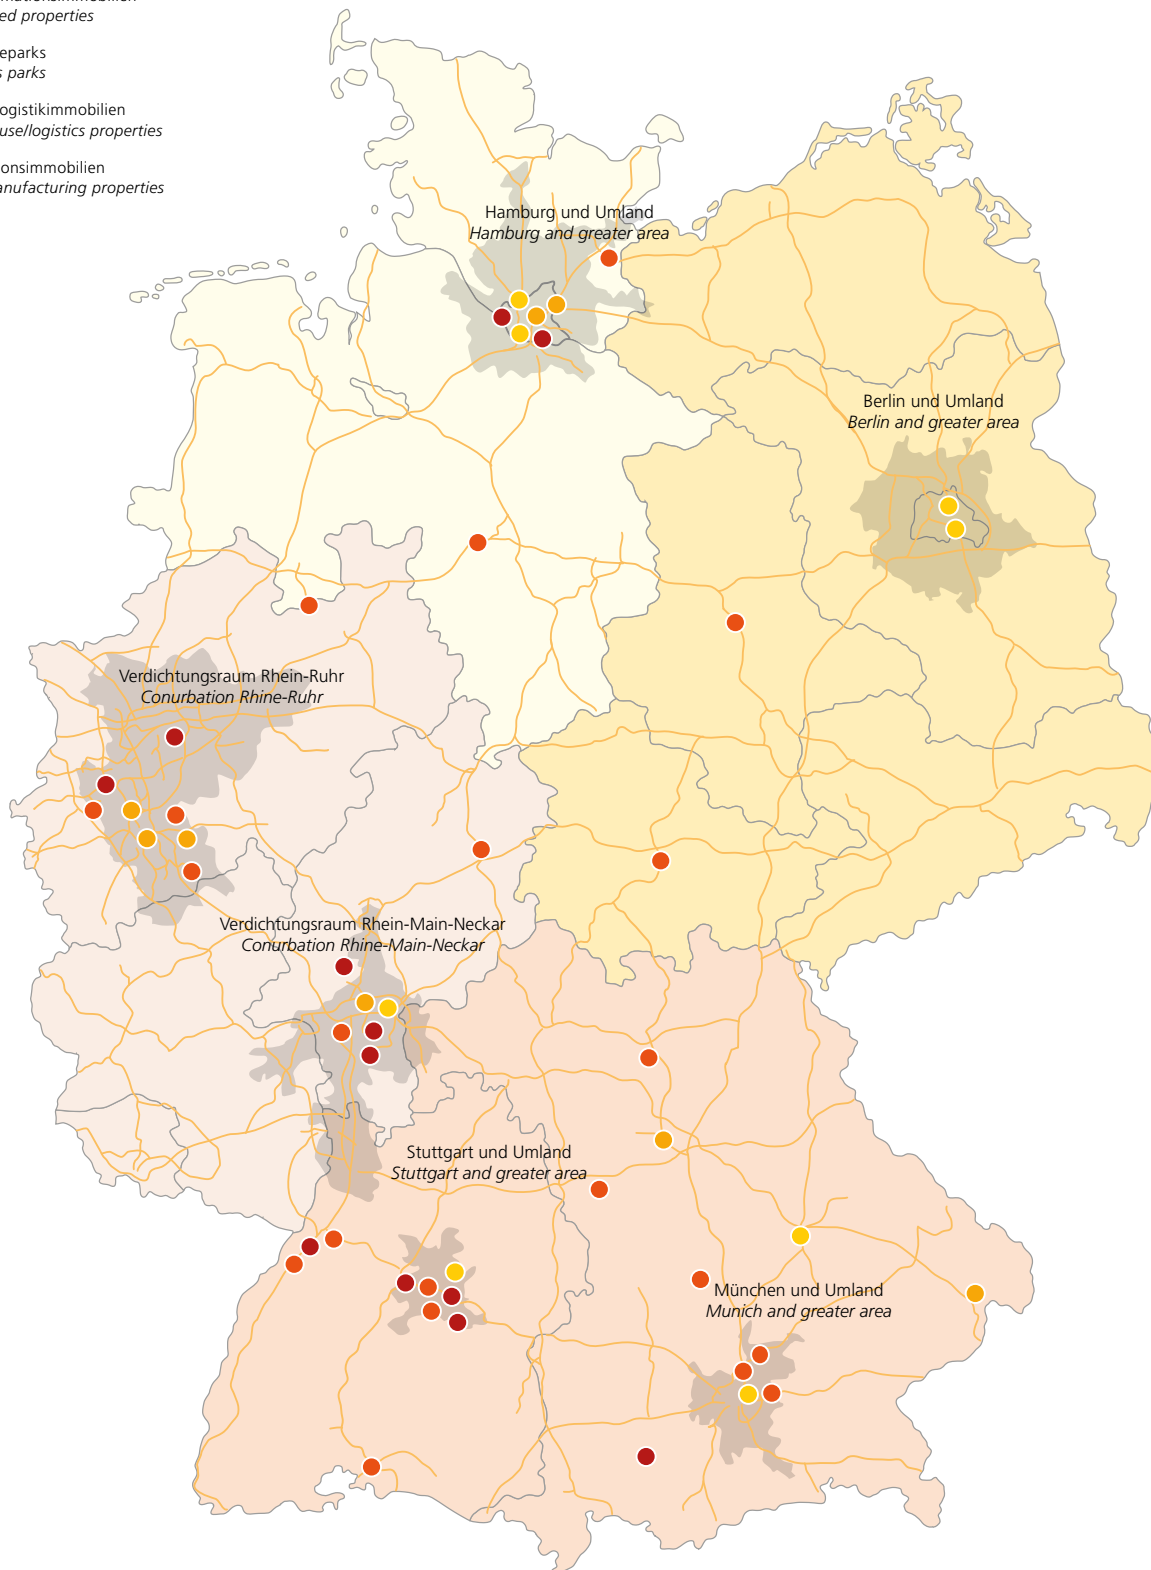 ed properties
eparks
s parks
ogistikimmobilien
use/logistics properties
onsimmobilien
anufacturing properties
Hamburg und Umland
Hamburg and greater area
Berlin und Umland
Berlin and greater area
Verdichtungsraum Rhein-Ruhr
Conurbation Rhine-Ruhr
Verdichtungsraum Rhein-Main-Neckar
Conurbation Rhine-Main-Neckar
Stuttgart und Umland
Stuttgart and greater area
München und Umland
Munich and greater area